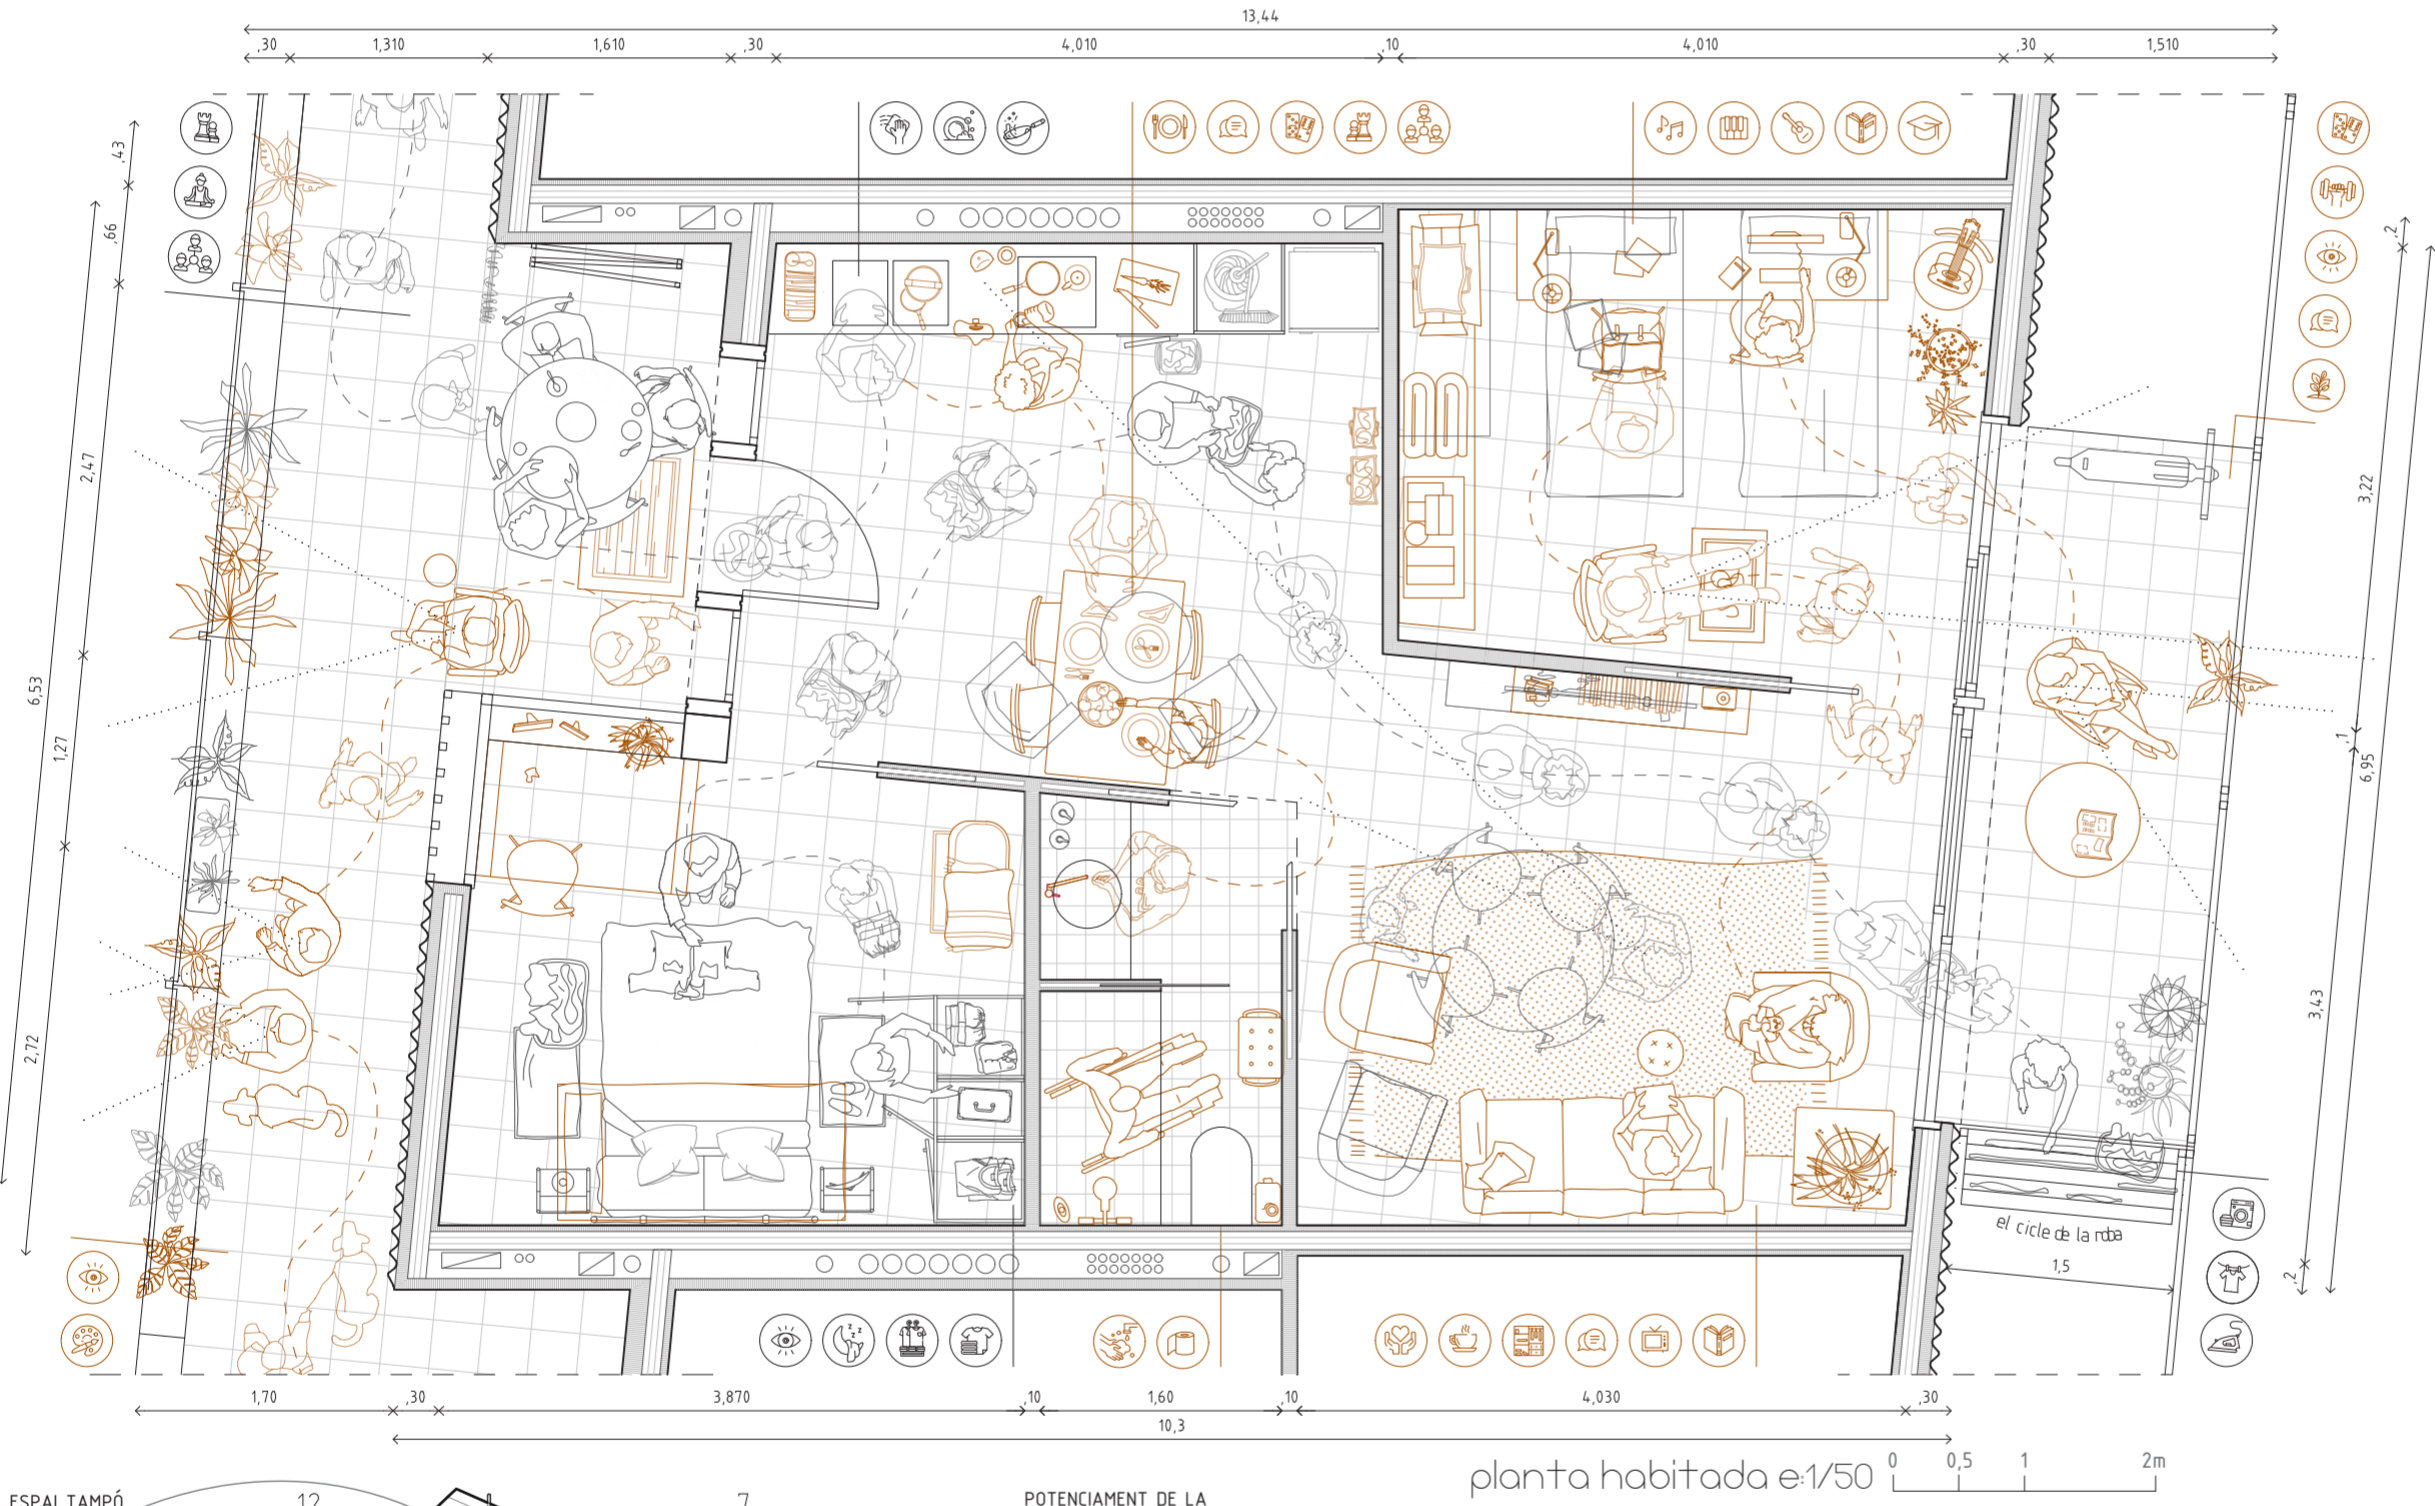 13,44
,30 1,310 1,610 ,30 4,010 ,10 4,010 ,30 1,510
,43
,66
2,47
6,53
1,27
2,72
,2
3,22
,1
6,95
3,43
,2
el cicle de la roba
1,5
1,70 ,30 3,870 ,10 1,60 ,10 4,030 ,30
10,3
planta habitada e:1/50
0 0,5 1 2m
ESPAI TAMPÓ
12
7
POTENCIAMENT DE LA